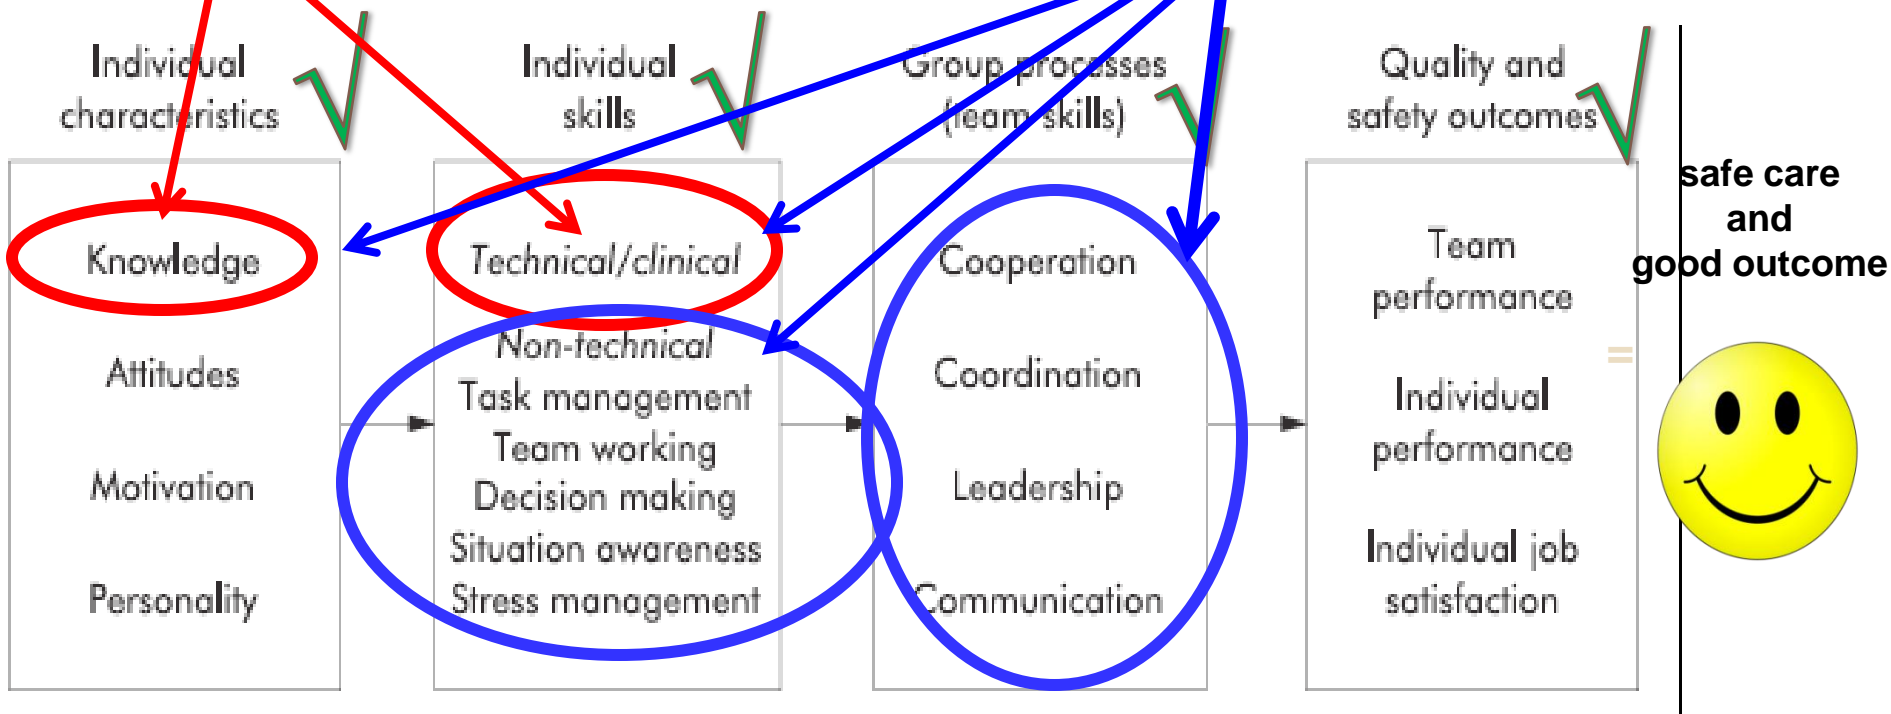 Individual
characteristics
Knowledge
Attitudes
Motivation
Personality
Individual
skills
Technical/clinical
Non-technical
Task management
Team working
Decision making
Situation awareness
Stress management
Group processes
(team skills)
Cooperation
Coordination
Leadership
Communication
Quality and
safety outcomes
Team
performance
Individual
performance
Individual job
satisfaction
=
safe care
and
good outcome